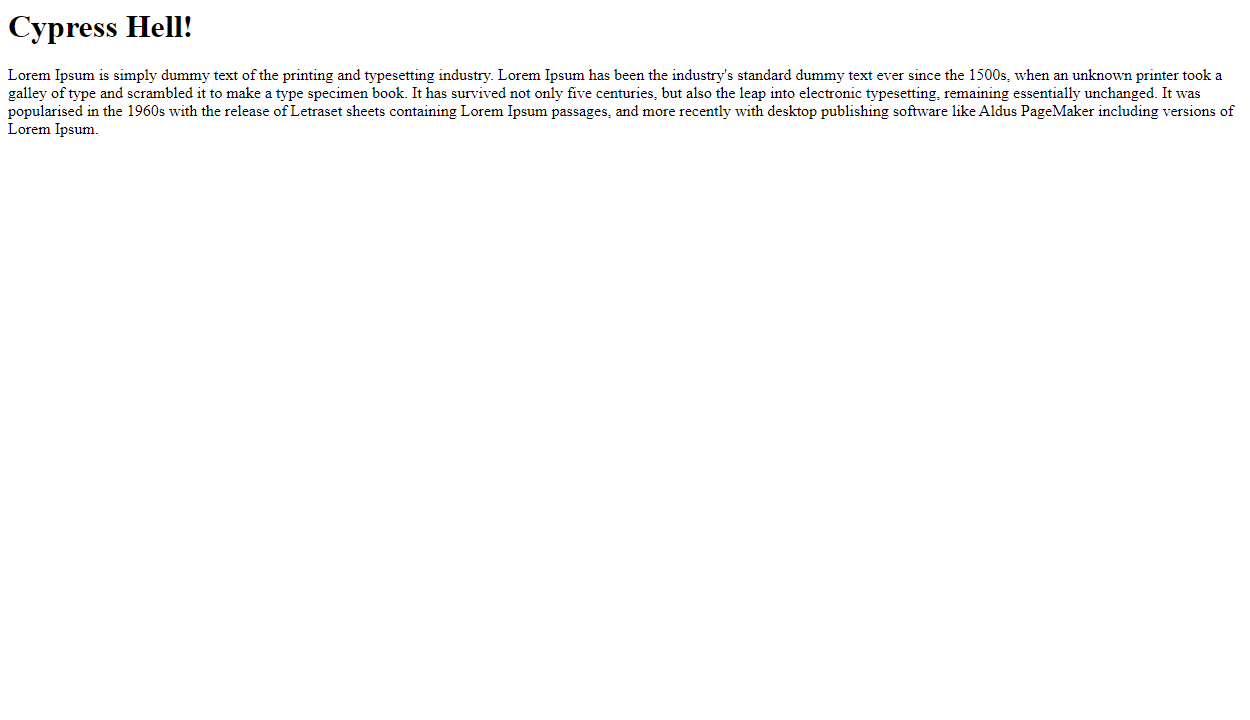 Cypress Hell!
Lorem Ipsum is simply dummy text of the printing and typesetting industry. Lorem Ipsum has been the industry's standard dummy text ever since the 1500s, when an unknown printer took a
galley of type and scrambled it to make a type specimen book. It has survived not only five centuries, but also the leap into electronic typesetting, remaining essentially unchanged. It was
popularised in the 1960s with the release of Letraset sheets containing Lorem Ipsum passages, and more recently with desktop publishing software like Aldus PageMaker including versions of
Lorem Ipsum.